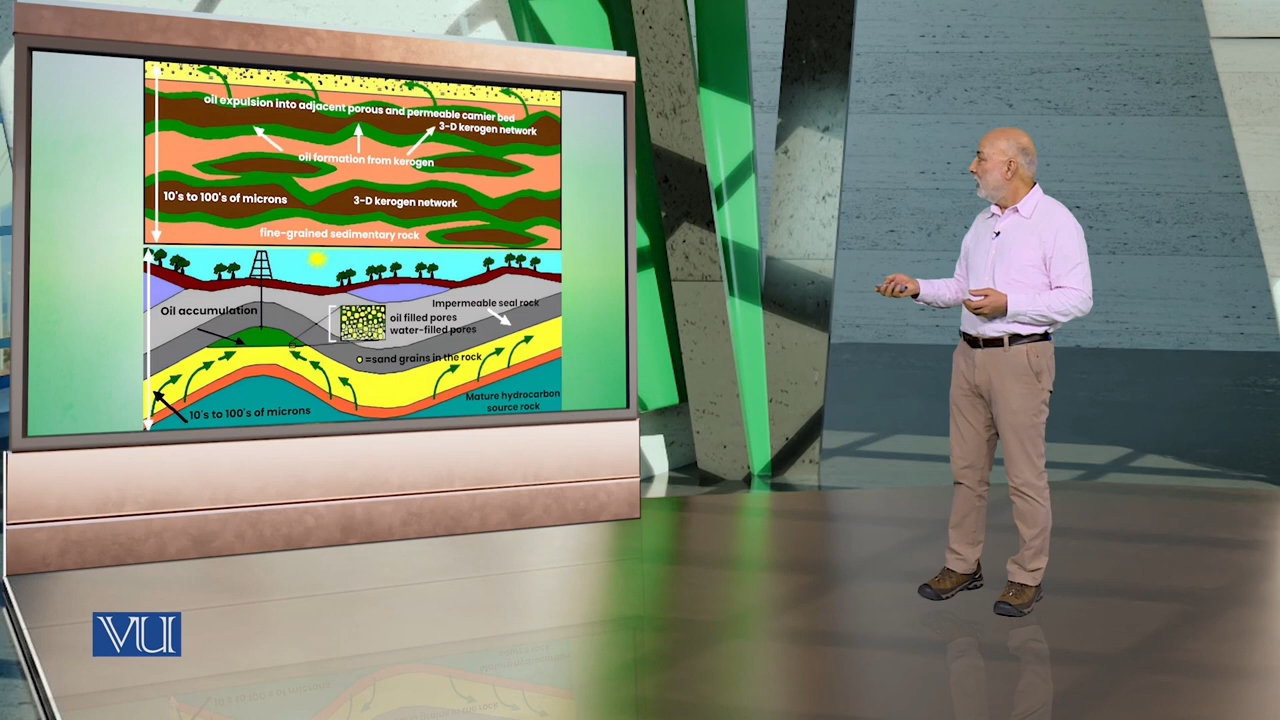 oil expulsion into adjacent porous and permeable camier bed
3-D kerogen network
oil formation from kerogen
10's to 100's of microns
3-D kerogen network
fine-grained sedimentary rock
Oil accumulation
Impermeable seal rock
oil filled pores
water-filled pores
=sand grains in the rock
Mature hydrocarbon
source rock
10's to 100's of microns
VU